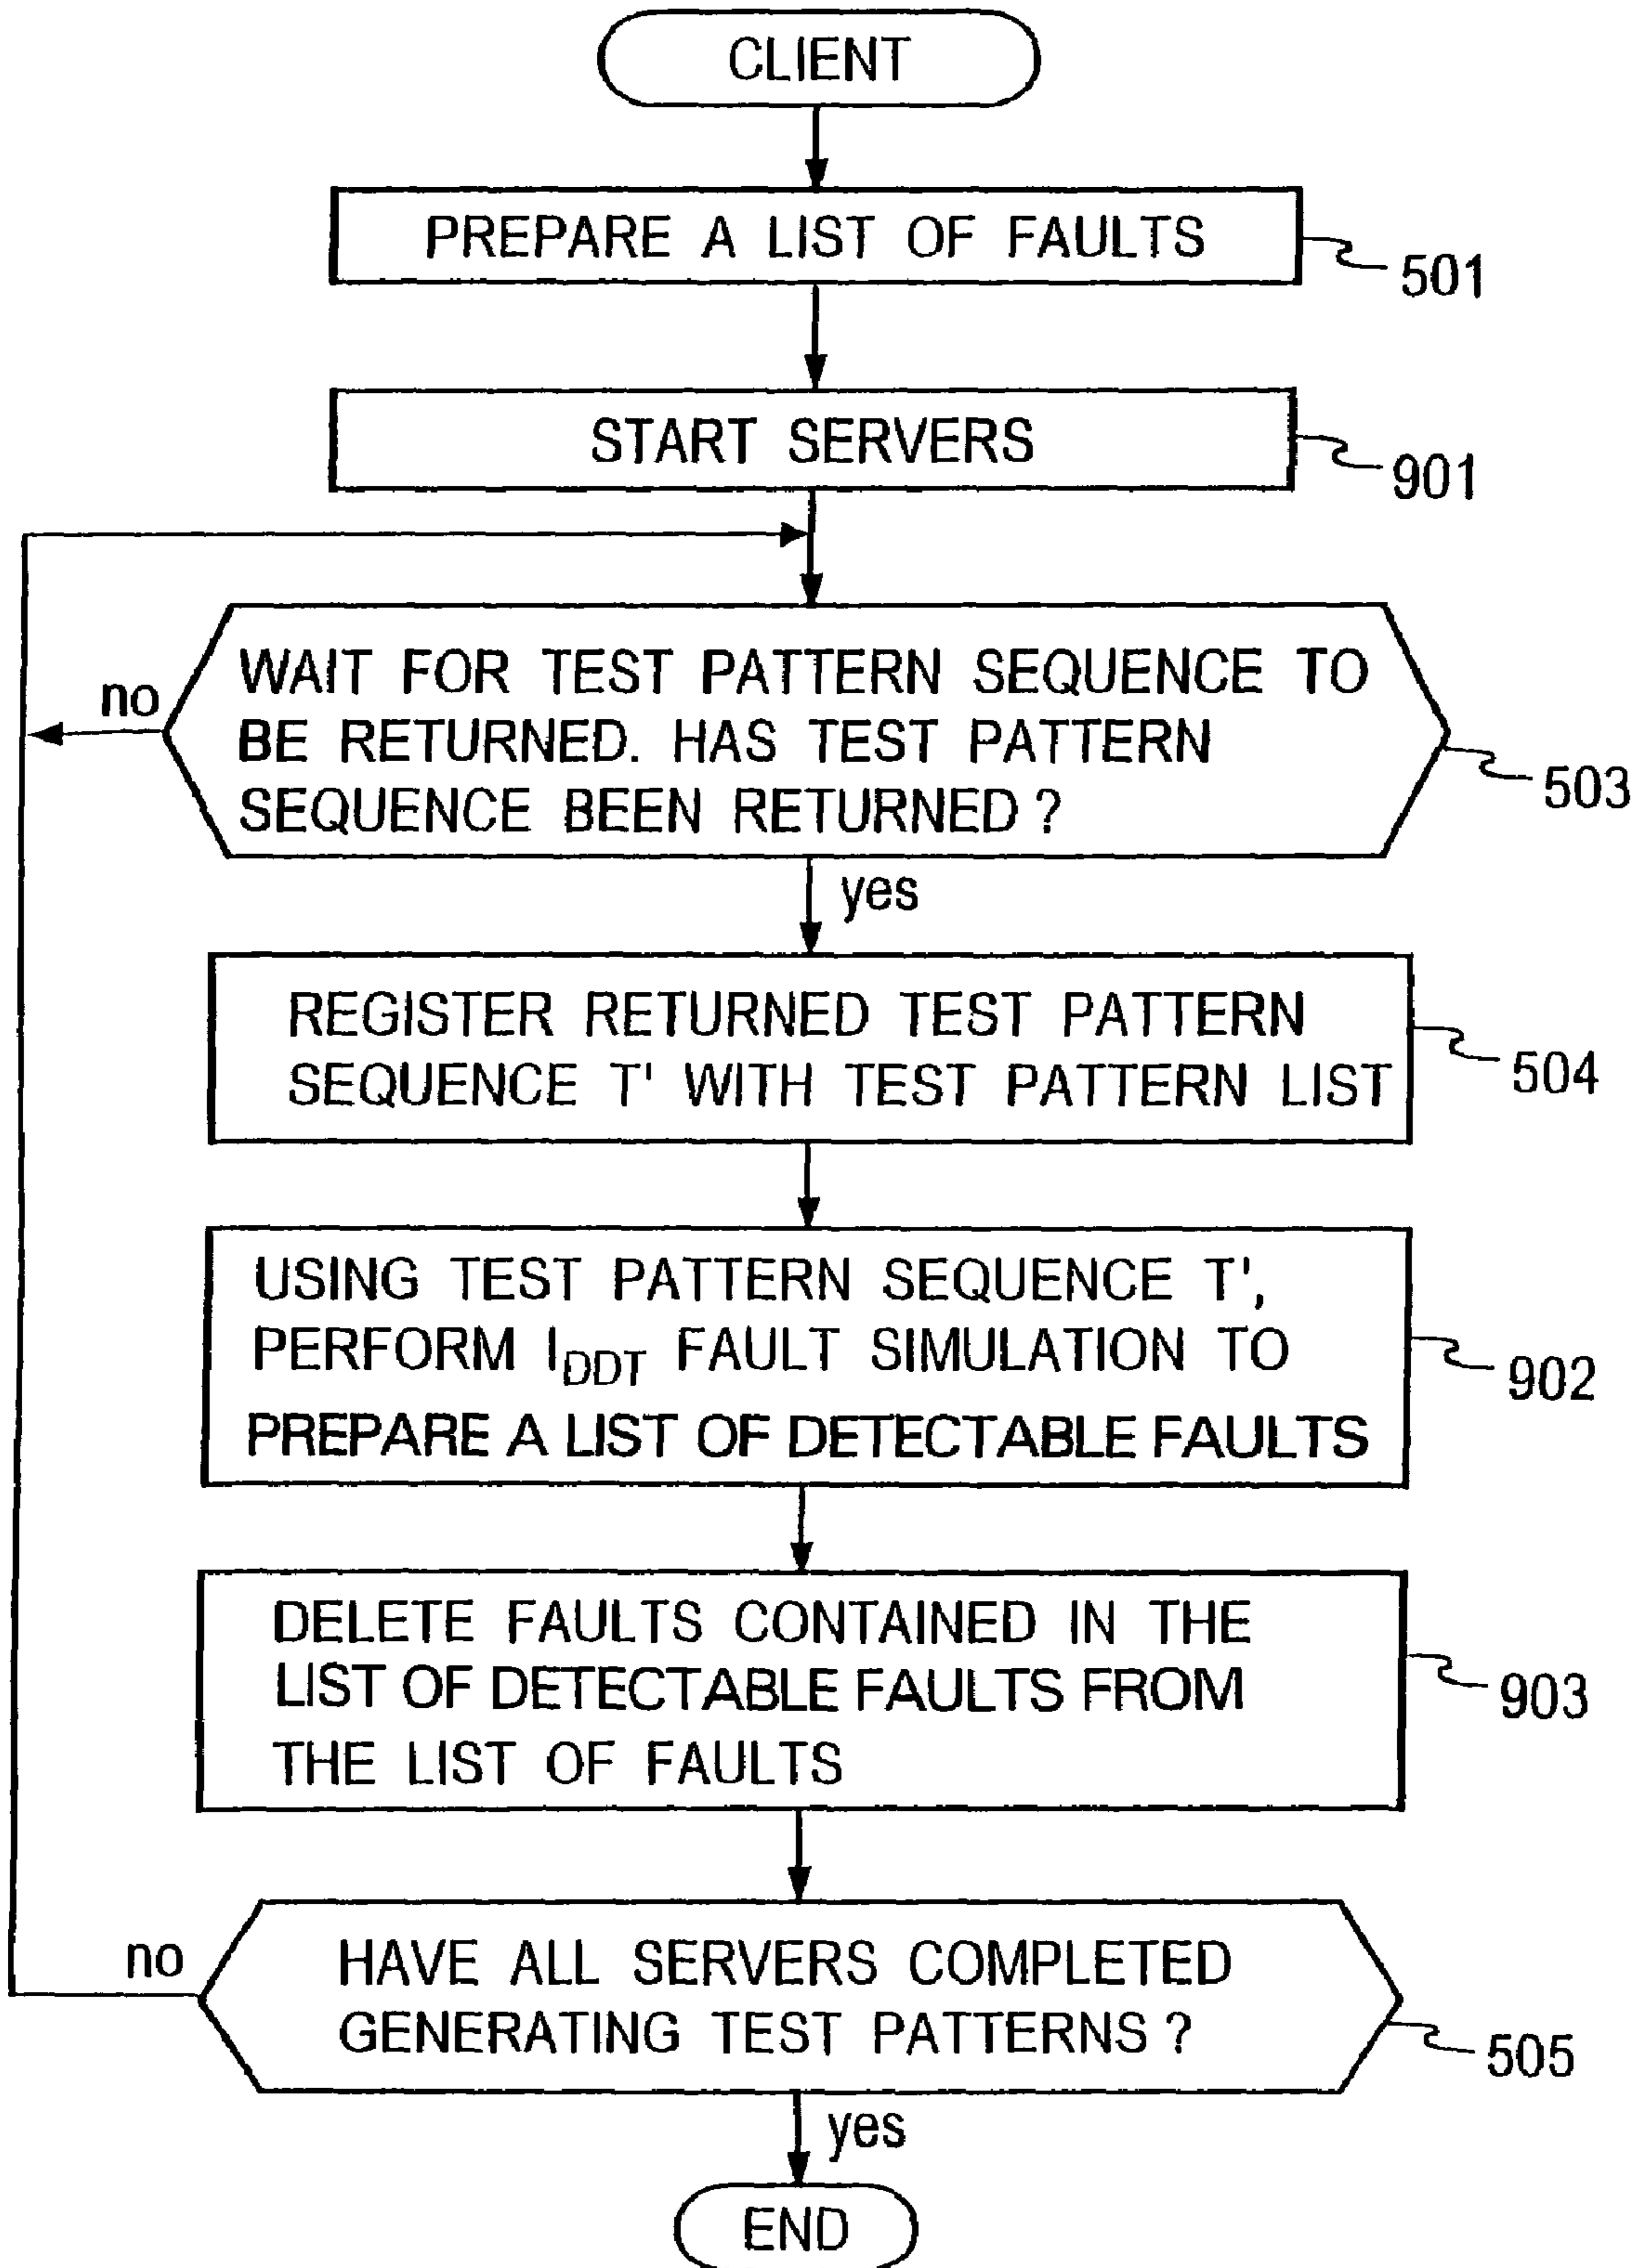 CLIENT
PREPARE A LIST OF FAULTS
501
START SERVERS
901
WAIT FOR TEST PATTERN SEQUENCE TO
BE RETURNED. HAS TEST PATTERN
SEQUENCE BEEN RETURNED ?
no
503
yes
REGISTER RETURNED TEST PATTERN
SEQUENCE T' WITH TEST PATTERN LIST
504
USING TEST PATTERN SEQUENCE T',
PERFORM IDDT FAULT SIMULATION TO
PREPARE A LIST OF DETECTABLE FAULTS
902
DELETE FAULTS CONTAINED IN THE
LIST OF DETECTABLE FAULTS FROM
THE LIST OF FAULTS
903
no
HAVE ALL SERVERS COMPLETED
GENERATING TEST PATTERNS ?
505
yes
END